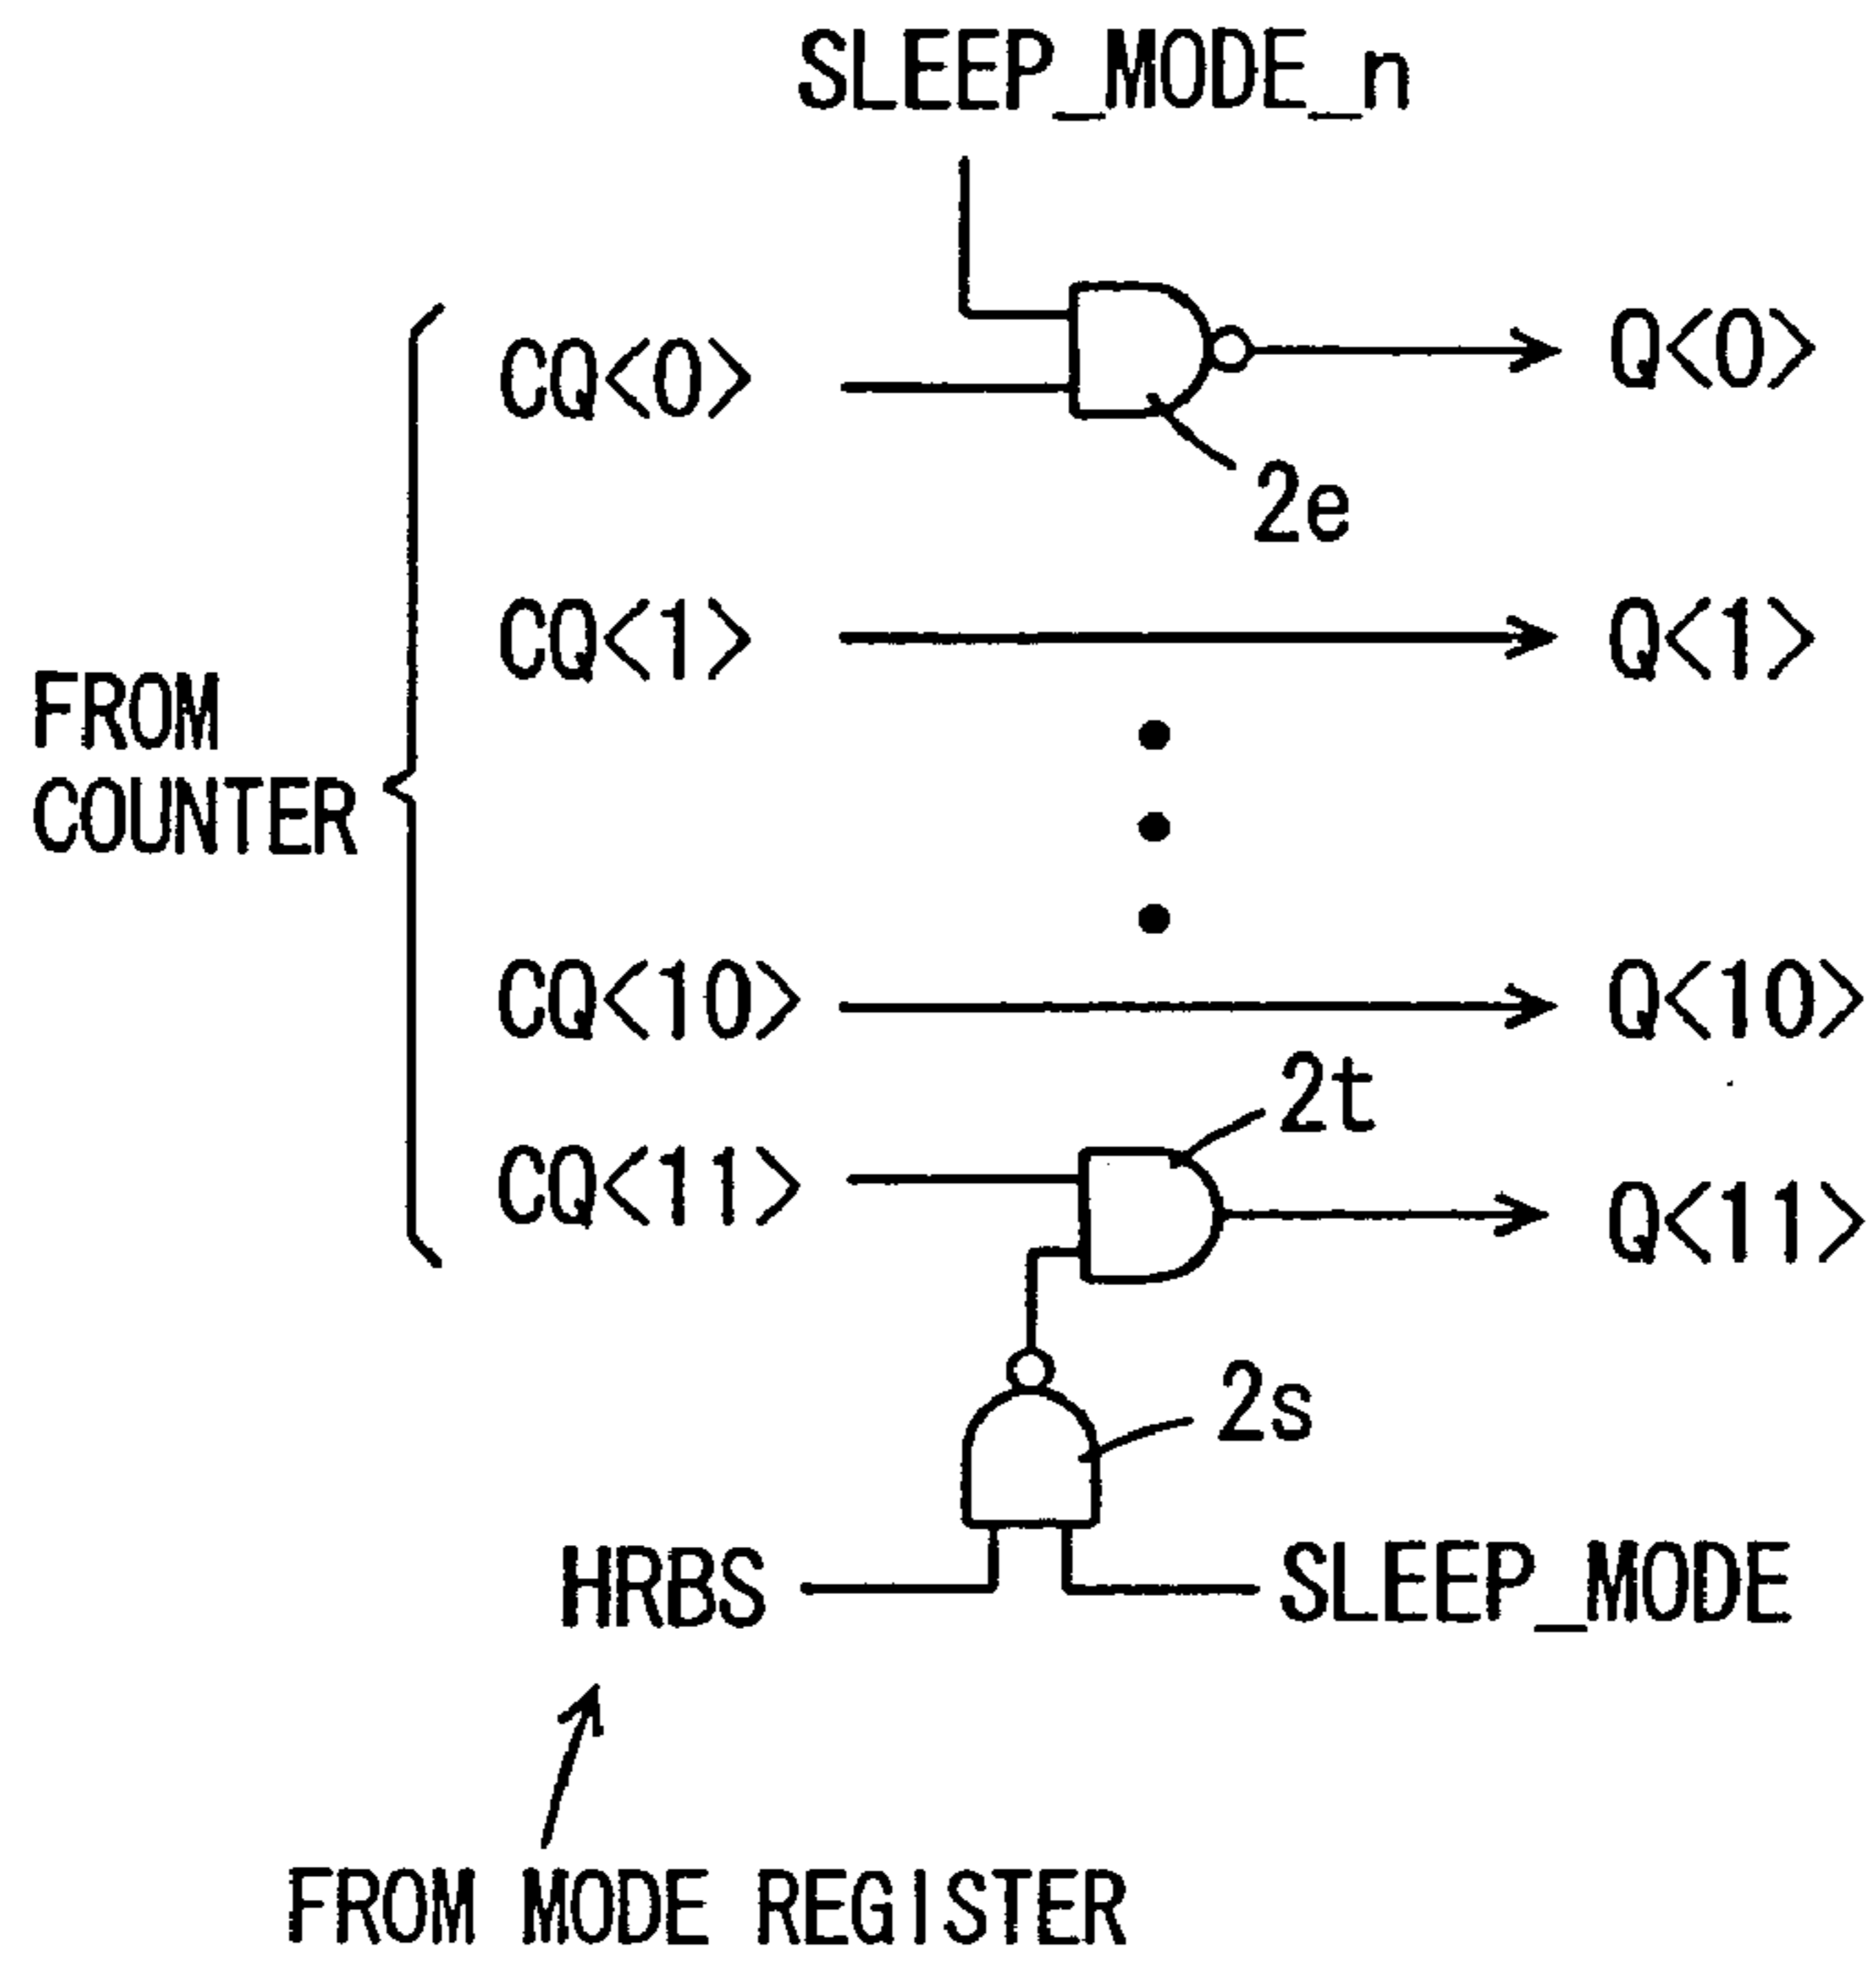 SLEEP_MODE_n
CQ<0>
Q<0>
2e
CQ<1>
Q<1>
FROM
COUNTER
CQ<10>
Q<10>
2t
CQ<11>
Q<11>
2s
HRBS
SLEEP_MODE
FROM MODE REGISTER